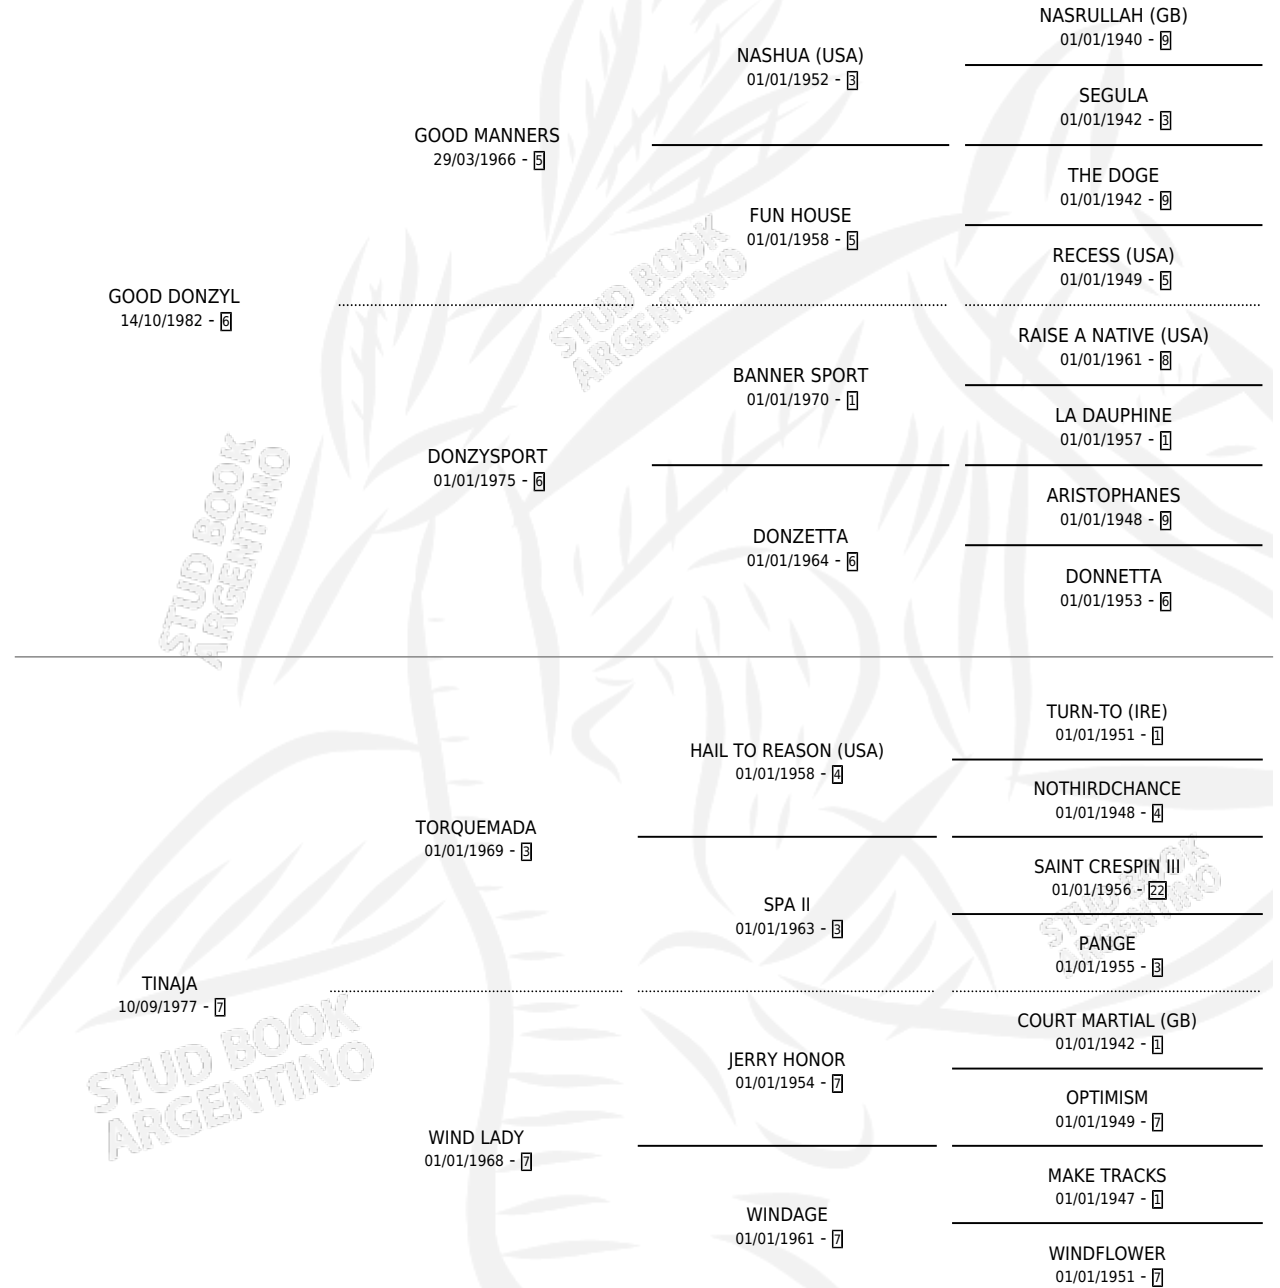 NASRULLAH (GB)
01/01/1940 - 9
NASHUA (USA)
01/01/1952 - 3
SEGULA
01/01/1942 - 3
GOOD MANNERS
29/03/1966 - 5
THE DOGE
01/01/1942 - 9
FUN HOUSE
01/01/1958 - 5
RECESS (USA)
01/01/1949 - 5
GOOD DONZYL
14/10/1982 - 6
STUD BOOK
ARGENTINO
RAISE A NATIVE (USA)
01/01/1961 - 8
BANNER SPORT
01/01/1970 - 1
LA DAUPHINE
01/01/1957 - 1
DONZYSPORT
01/01/1975 - 6
ARISTOPHANES
01/01/1948 - 9
DONZETTA
01/01/1964 - 6
DONNETTA
01/01/1953 - 6
STUD BOOK
ARGENTINO
TURN-TO (IRE)
01/01/1951 - 1
HAIL TO REASON (USA)
01/01/1958 - 4
NOTHIRDCHANCE
01/01/1948 - 4
TORQUEMADA
01/01/1969 - 3
SAINT CRESPIN III
01/01/1956 - 22
SPA II
01/01/1963 - 3
PANGE
01/01/1955 - 3
STUD BOOK
ARGENTINO
TINAJA
10/09/1977 - 7
COURT MARTIAL (GB)
01/01/1942 - 1
JERRY HONOR
01/01/1954 - 7
OPTIMISM
01/01/1949 - 7
STUD BOOK
ARGENTINO
WIND LADY
01/01/1968 - 7
MAKE TRACKS
01/01/1947 - 1
WINDAGE
01/01/1961 - 7
WINDFLOWER
01/01/1951 - 7